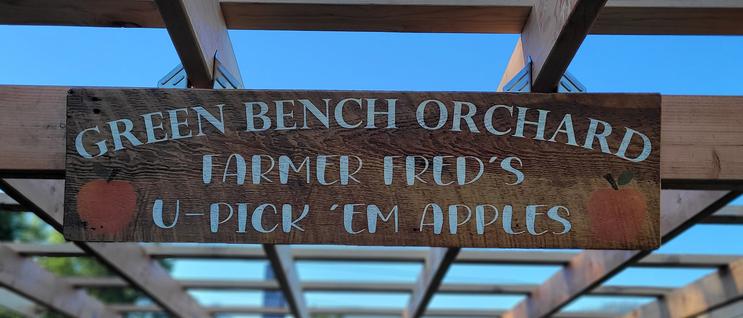 GREEN BENCH ORCHARD
FARMER FRED'S
U-PICK 'EM APPLES